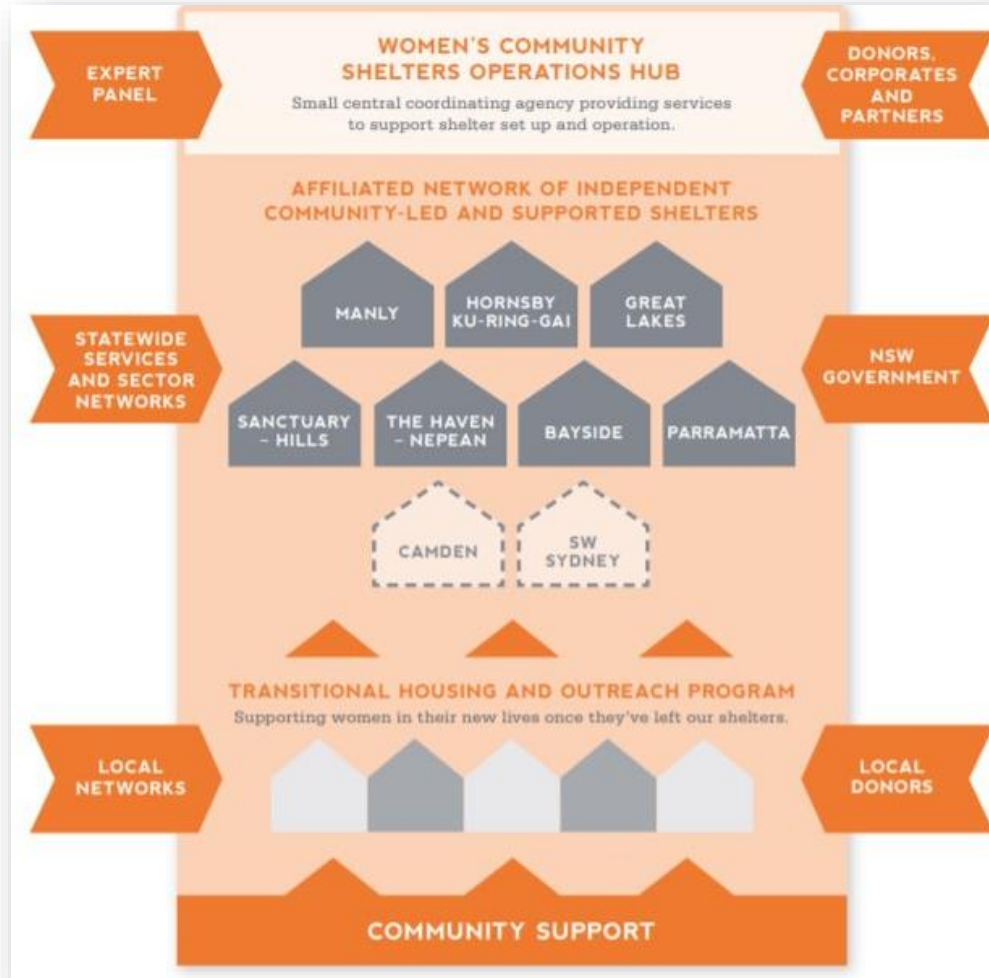 EXPERT
PANEL
WOMEN'S COMMUNITY
SHELTERS OPERATIONS HUB
Small central coordinating agency providing services
to support shelter set up and operation.
DONORS,
CORPORATES
AND
PARTNERS
AFFILIATED NETWORK OF INDEPENDENT
COMMUNITY-LED AND SUPPORTED SHELTERS
MANLY
HORNSBY
KU-RING-GAI
GREAT
LAKES
STATEWIDE
SERVICES
AND SECTOR
NETWORKS
NSW
GOVERNMENT
SANCTUARY
– HILLS
THE HAVEN
– NEPEAN
BAYSIDE
PARRAMATTA
CAMDEN
SW
SYDNEY
TRANSITIONAL HOUSING AND OUTREACH PROGRAM
Supporting women in their new lives once they've left our shelters.
LOCAL
NETWORKS
LOCAL
DONORS
COMMUNITY SUPPORT